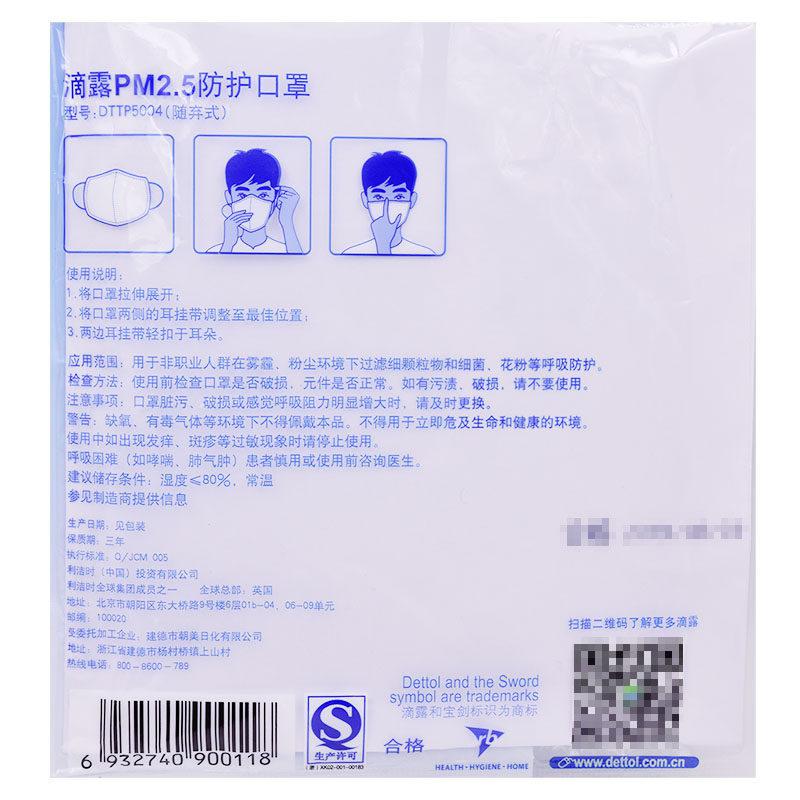 滴露PM2.5防护口罩
型号:DTTP5004(随弃式)
使用说明:
1.将口罩拉伸展开;
2.将口罩两侧的耳挂带调整至最佳位置;
3.两边耳挂带轻扣于耳朵。
应用范围: 用于非职业人群在雾霾、粉尘环境下过滤细颗粒物和细菌、花粉等呼吸防护。
检查方法: 使用前检查口罩是否破损,元件是否正常。如有污渍、破损,请不要使用。
注意事项: 口罩脏污、破损或感觉呼吸阻力明显增大时,请及时更换。
警告: 缺氧、有毒气体等环境下不得佩戴本品。不得用于立即危及生命和健康的环境。
使用中如出现发痒、斑疹等过敏现象时请停止使用。
呼吸困难(如哮喘、肺气肿)患者慎用或使用前咨询医生。
建议储存条件: 湿度≤80%, 常温
参见制造商提供信息
生产日期: 见包装
保质期: 三年
执行标准: Q/JCM 005
利洁时(中国)投资有限公司
利洁时全球集团成员之一 全球总部: 英国
地址: 北京市朝阳区东大桥路9号楼6层01b-04、06-09单元
邮编: 100020
受委托加工企业: 建德市朝美日化有限公司
地址: 浙江省建德市杨村桥镇上山村
热线电话: 800-8600-789
扫描二维码了解更多滴露
Dettol and the Sword
symbol are trademarks
滴露和宝剑标识为商标
6 932740 900118
生产许可
(浙)XK02-001-00183
合格
rb
HEALTH·HYGIENE·HOME
www.dettol.com.cn